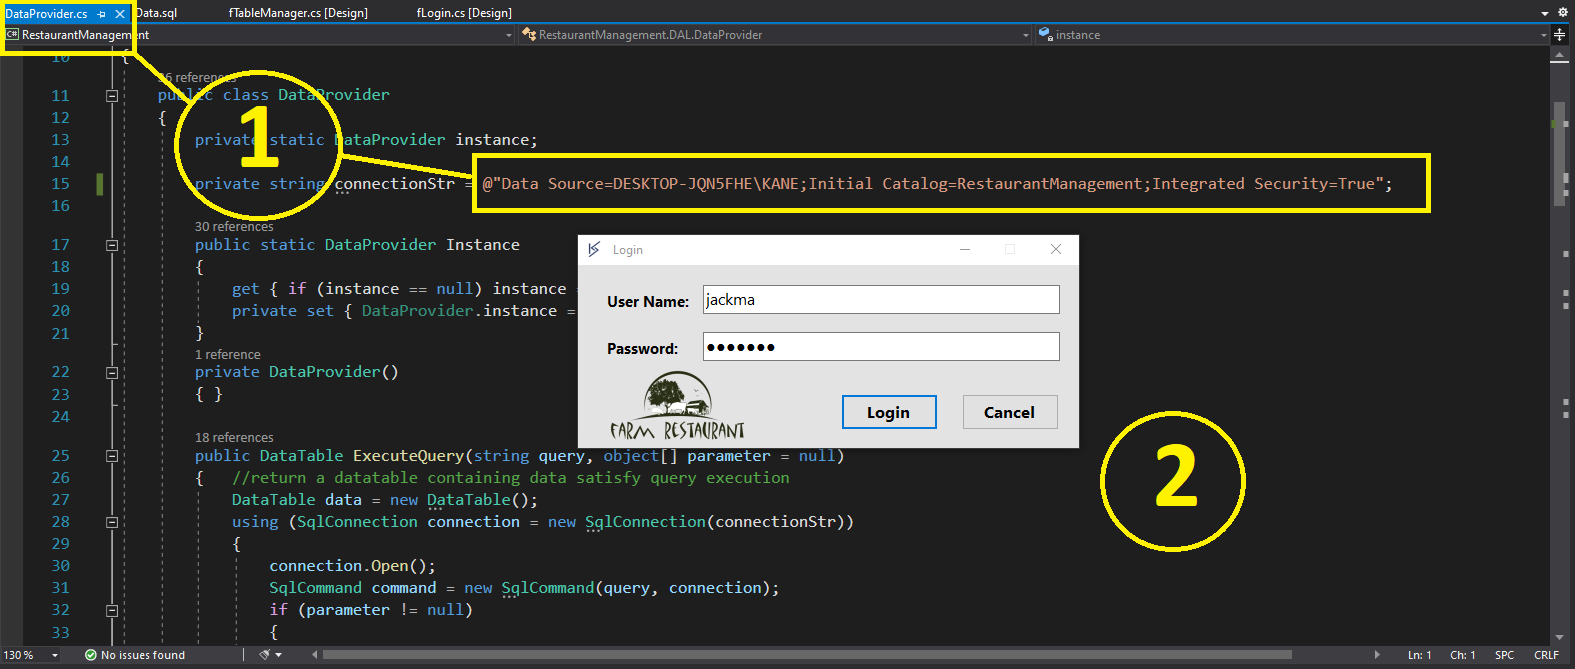 DataProvider.cs Data.sql fTableManager.cs [Design] fLogin.cs [Design]
C# RestaurantManagement RestaurantManagement.DAL.DataProvider instance
10 {
36 references
11 public class DataProvider
12 {
13 private static DataProvider instance;
14
15 private string connectionStr = @"Data Source=DESKTOP-JQN5FHE\KANE;Initial Catalog=RestaurantManagement;Integrated Security=True";
16
30 references
17 public static DataProvider Instance
18 {
19 get { if (instance == null) instance =
20 private set { DataProvider.instance =
21 }
1 reference
22 private DataProvider()
23 { }
24
18 references
25 public DataTable ExecuteQuery(string query, object[] parameter = null)
26 { //return a datatable containing data satisfy query execution
27 DataTable data = new DataTable();
28 using (SqlConnection connection = new SqlConnection(connectionStr))
29 {
30 connection.Open();
31 SqlCommand command = new SqlCommand(query, connection);
32 if (parameter != null)
33 {
1
Login
User Name: jackma
Password: ●●●●●●●
FARM RESTAURANT
Login Cancel
2
130 % No issues found Ln: 1 Ch: 1 SPC CRLF